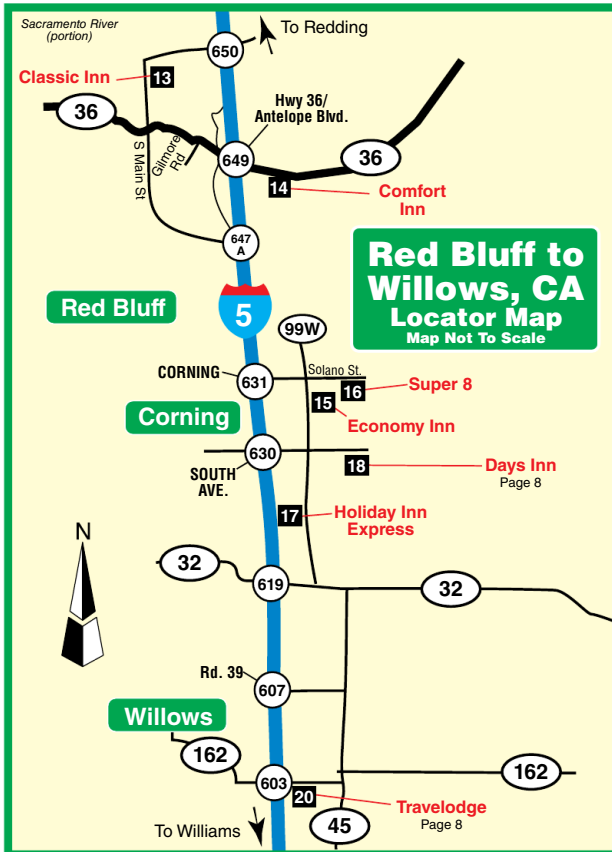 Sacramento River
(portion)
To Redding
650
Classic Inn
13
36
Hwy 36/
Antelope Blvd.
S Main St
Gilmore
Rd
649
36
14
Comfort
Inn
647
A
Red Bluff to
Willows, CA
Locator Map
Map Not To Scale
Red Bluff
5
99W
CORNING
631
Solano St.
16
Super 8
15
Economy Inn
Corning
630
SOUTH
AVE.
18
Days Inn
Page 8
17
Holiday Inn
Express
N
32
619
32
Rd. 39
607
Willows
162
603
162
20
Travelodge
Page 8
To Williams
45